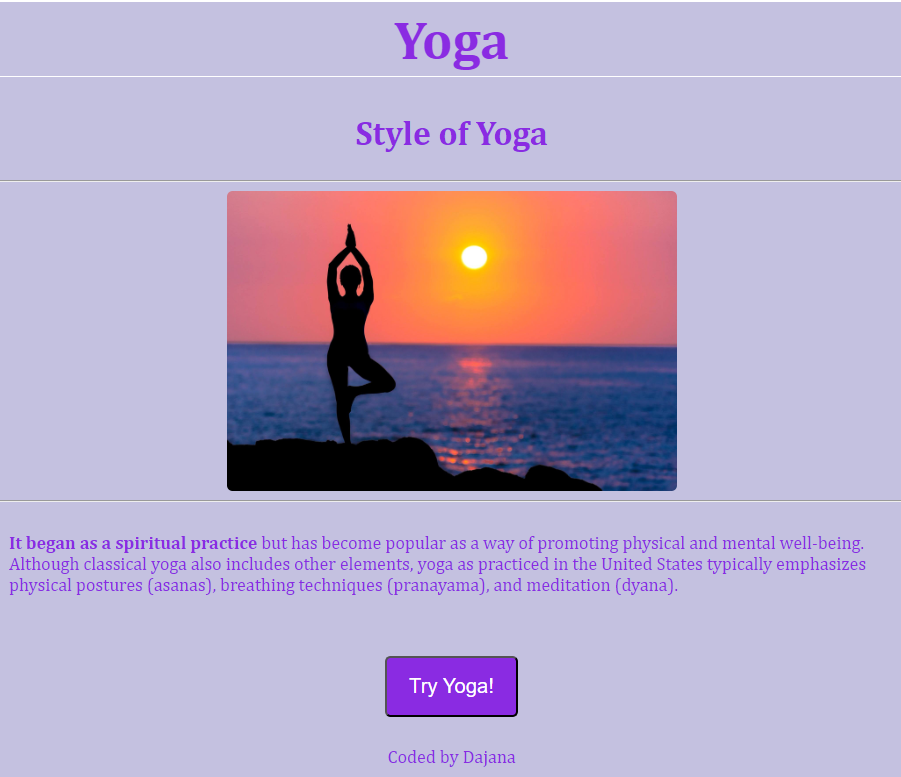 Yoga
Style of Yoga
It began as a spiritual practice but has become popular as a way of promoting physical and mental well-being.
Although classical yoga also includes other elements, yoga as practiced in the United States typically emphasizes
physical postures (asanas), breathing techniques (pranayama), and meditation (dyana).
Try Yoga!
Coded by Dajana